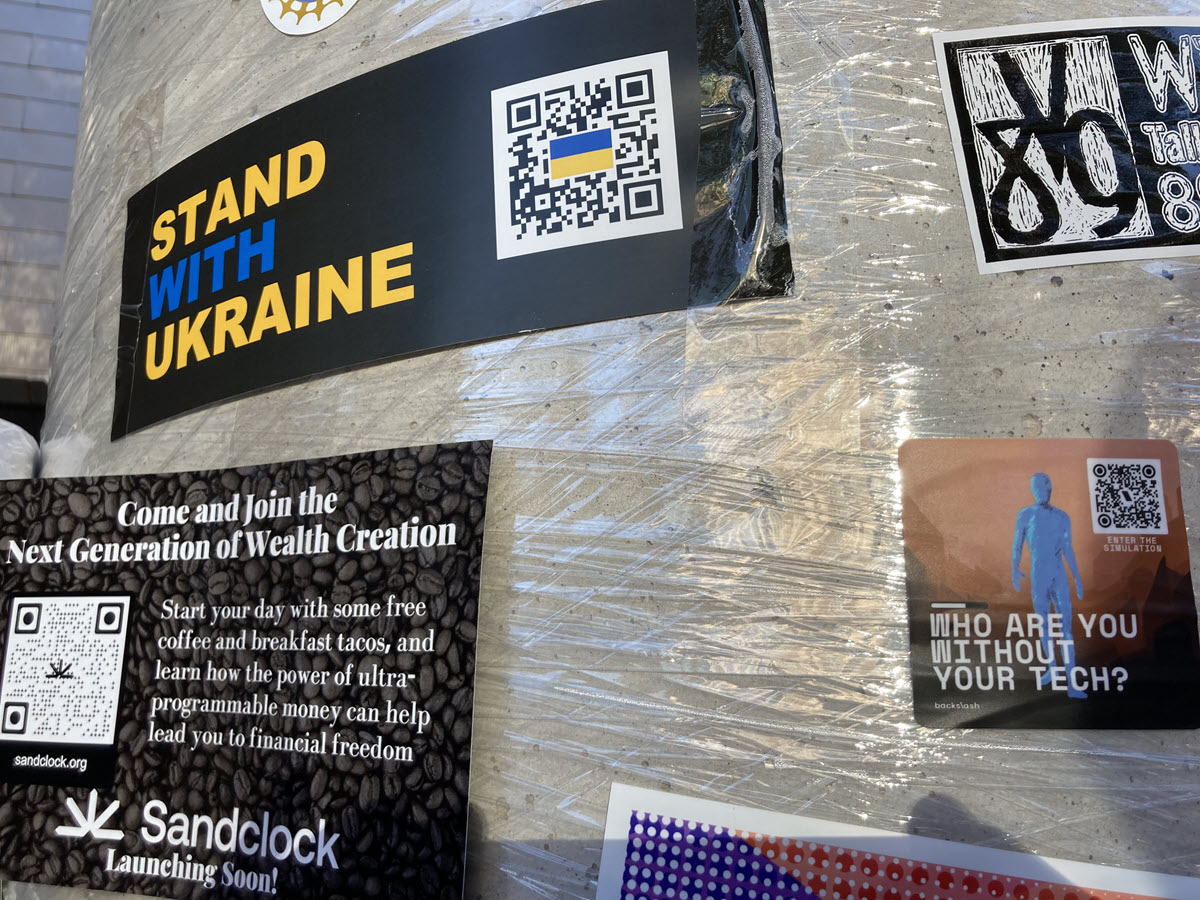 STAND
WITH
UKRAINE
89
Come and Join the
Next Generation of Wealth Creation
Start your day with some free
coffee and breakfast tacos, and
learn how the power of ultra-
programmable money can help
lead you to financial freedom
sandclock.org
Sandclock
Launching Soon!
ENTER THE
SIMULATION
WHO ARE YOU
WITHOUT
YOUR TECH?
backslash